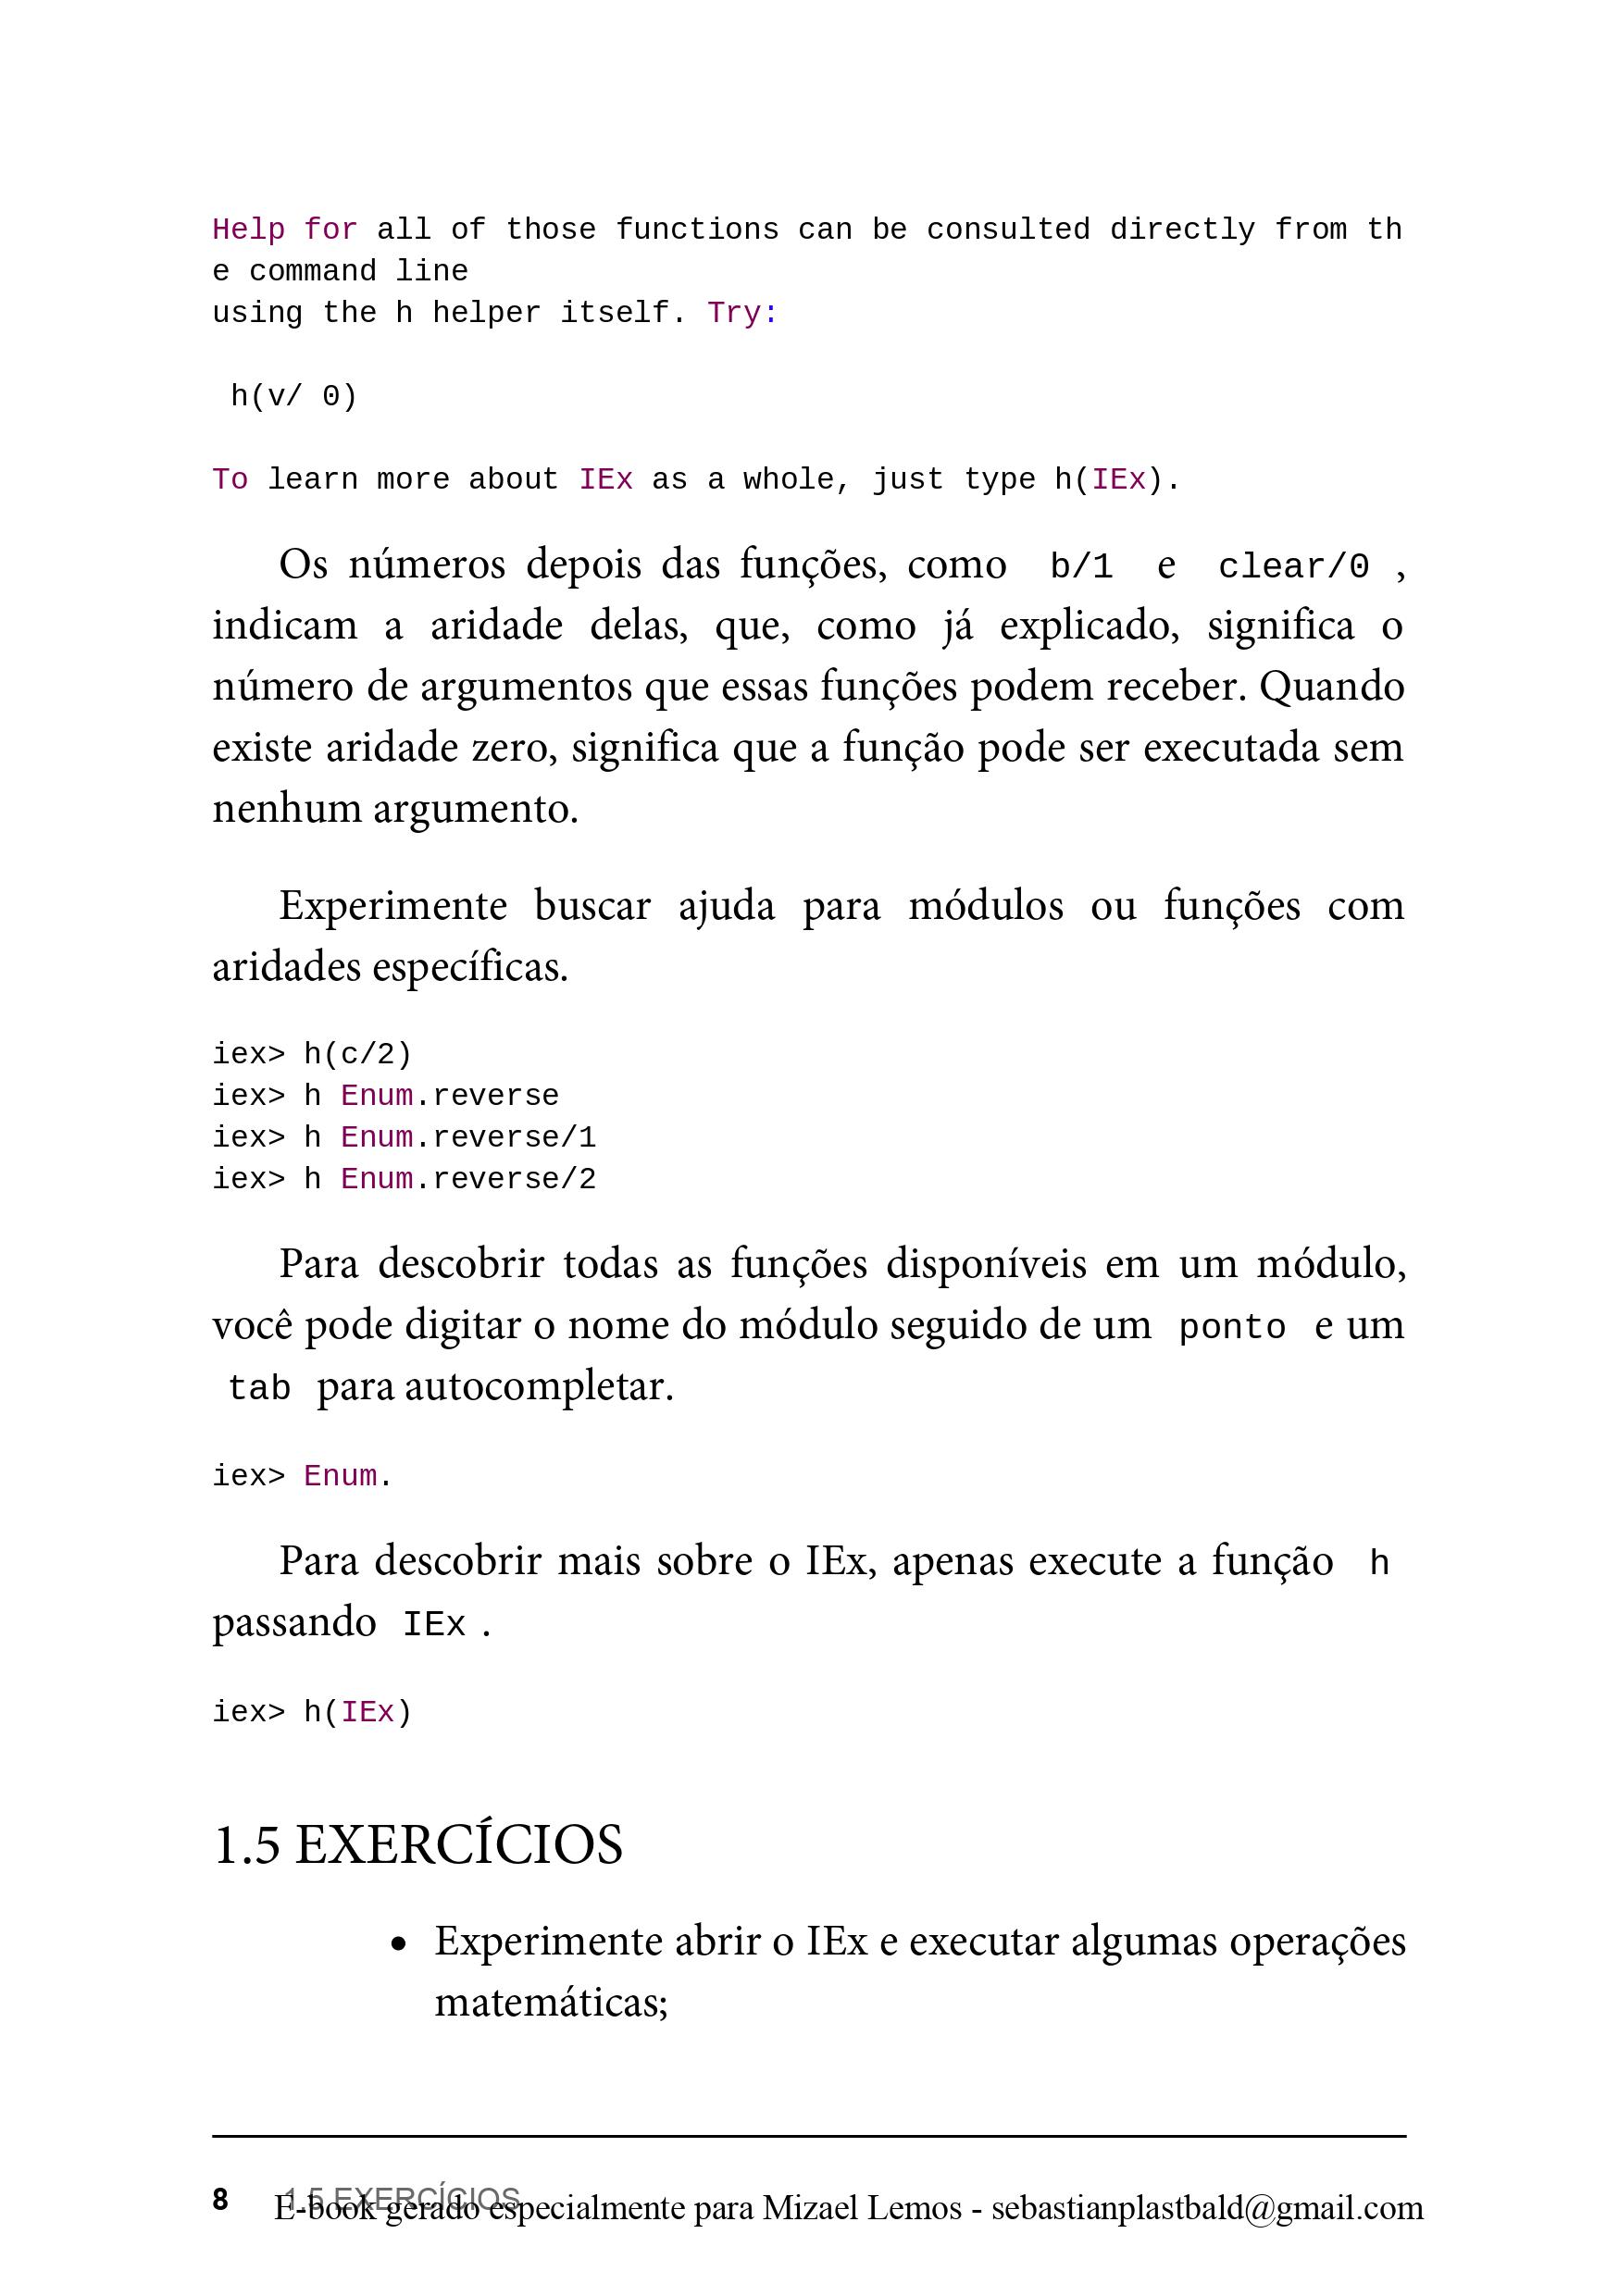 Help for all of those functions can be consulted directly from th
e command line
using the h helper itself. Try:
h(v/ 0)
To learn more about IEx as a whole, just type h(IEx).
Os números depois das funções, como b/1 e clear/0 ,
indicam a aridade delas, que, como já explicado, significa o
número de argumentos que essas funções podem receber. Quando
existe aridade zero, significa que a função pode ser executada sem
nenhum argumento.
Experimente buscar ajuda para módulos ou funções com
aridades específicas.
iex> h(c/2)
iex> h Enum.reverse
iex> h Enum.reverse/1
iex> h Enum.reverse/2
Para descobrir todas as funções disponíveis em um módulo,
você pode digitar o nome do módulo seguido de um ponto e um
tab para autocompletar.
iex> Enum.
Para descobrir mais sobre o IEx, apenas execute a função h
passando IEx .
iex> h(IEx)
1.5 EXERCÍCIOS
• Experimente abrir o IEx e executar algumas operações
matemáticas;
8 1.5 EXERCÍCIOS
E-book gerado especialmente para Mizael Lemos - sebastianplastbald@gmail.com